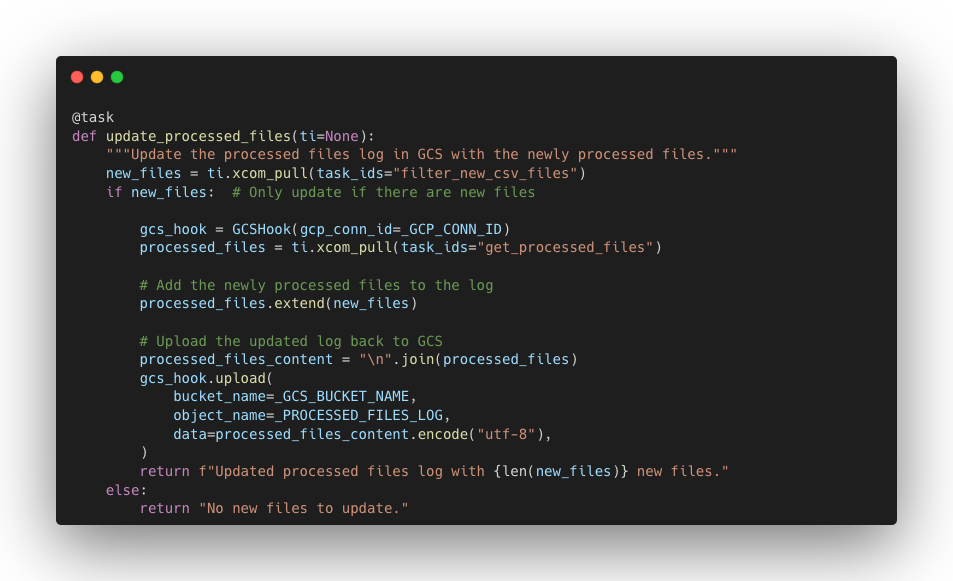 @task
def update_processed_files(ti=None):
    """Update the processed files log in GCS with the newly processed files."""
    new_files = ti.xcom_pull(task_ids="filter_new_csv_files")
    if new_files:  # Only update if there are new files
        gcs_hook = GCSHook(gcp_conn_id=_GCP_CONN_ID)
        processed_files = ti.xcom_pull(task_ids="get_processed_files")
        # Add the newly processed files to the log
        processed_files.extend(new_files)
        # Upload the updated log back to GCS
        processed_files_content = "\n".join(processed_files)
        gcs_hook.upload(
            bucket_name=_GCS_BUCKET_NAME,
            object_name=_PROCESSED_FILES_LOG,
            data=processed_files_content.encode("utf-8"),
        )
        return f"Updated processed files log with {len(new_files)} new files."
    else:
        return "No new files to update."